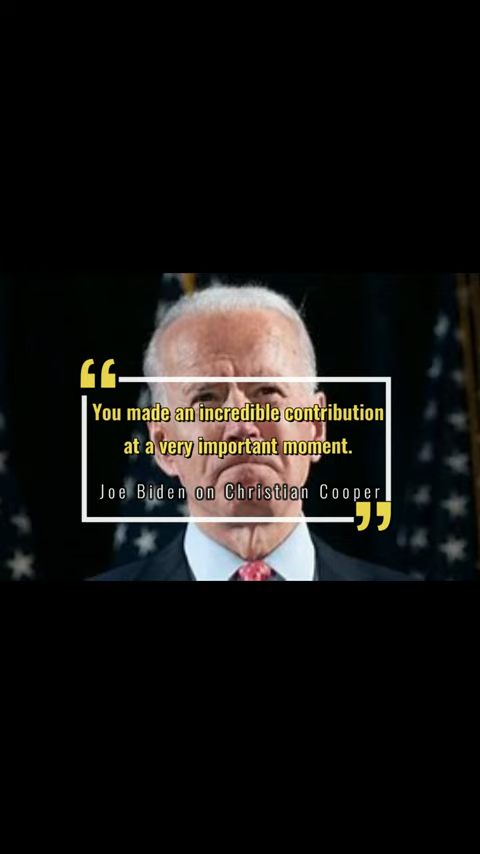 “
You made an incredible contribution
at a very important moment.
Joe Biden on Christian Cooper
”